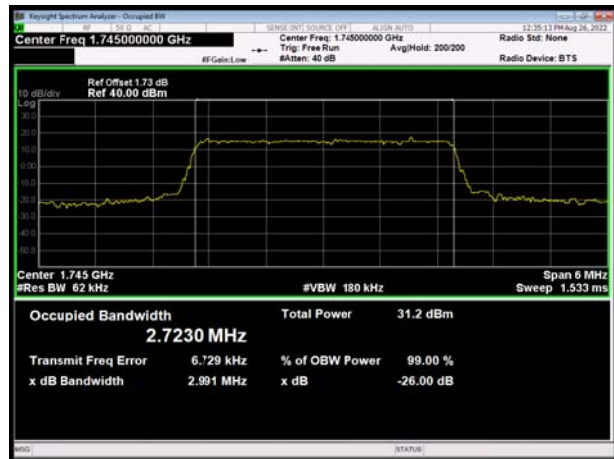 Keysight Spectrum Analyzer - Occupied BW
RF 50 Ω AC SENSE:INT SOURCE OFF ALIGN AUTO 12:35:13 PM Aug 26, 2022
Center Freq 1.745000000 GHz Center Freq: 1.745000000 GHz Radio Std: None
Trig: Free Run Avg|Hold: 200/200
#IFGain:Low #Atten: 40 dB Radio Device: BTS
Ref Offset 1.73 dB
10 dB/div Ref 40.00 dBm
Log
30.0
20.0
10.0
0.00
-10.0
-20.0
-30.0
-40.0
-50.0
Center 1.745 GHz Span 6 MHz
#Res BW 62 kHz #VBW 180 kHz Sweep 1.533 ms
Occupied Bandwidth Total Power 31.2 dBm
2.7230 MHz
Transmit Freq Error 6.729 kHz % of OBW Power 99.00 %
x dB Bandwidth 2.991 MHz x dB -26.00 dB
MSG STATUS